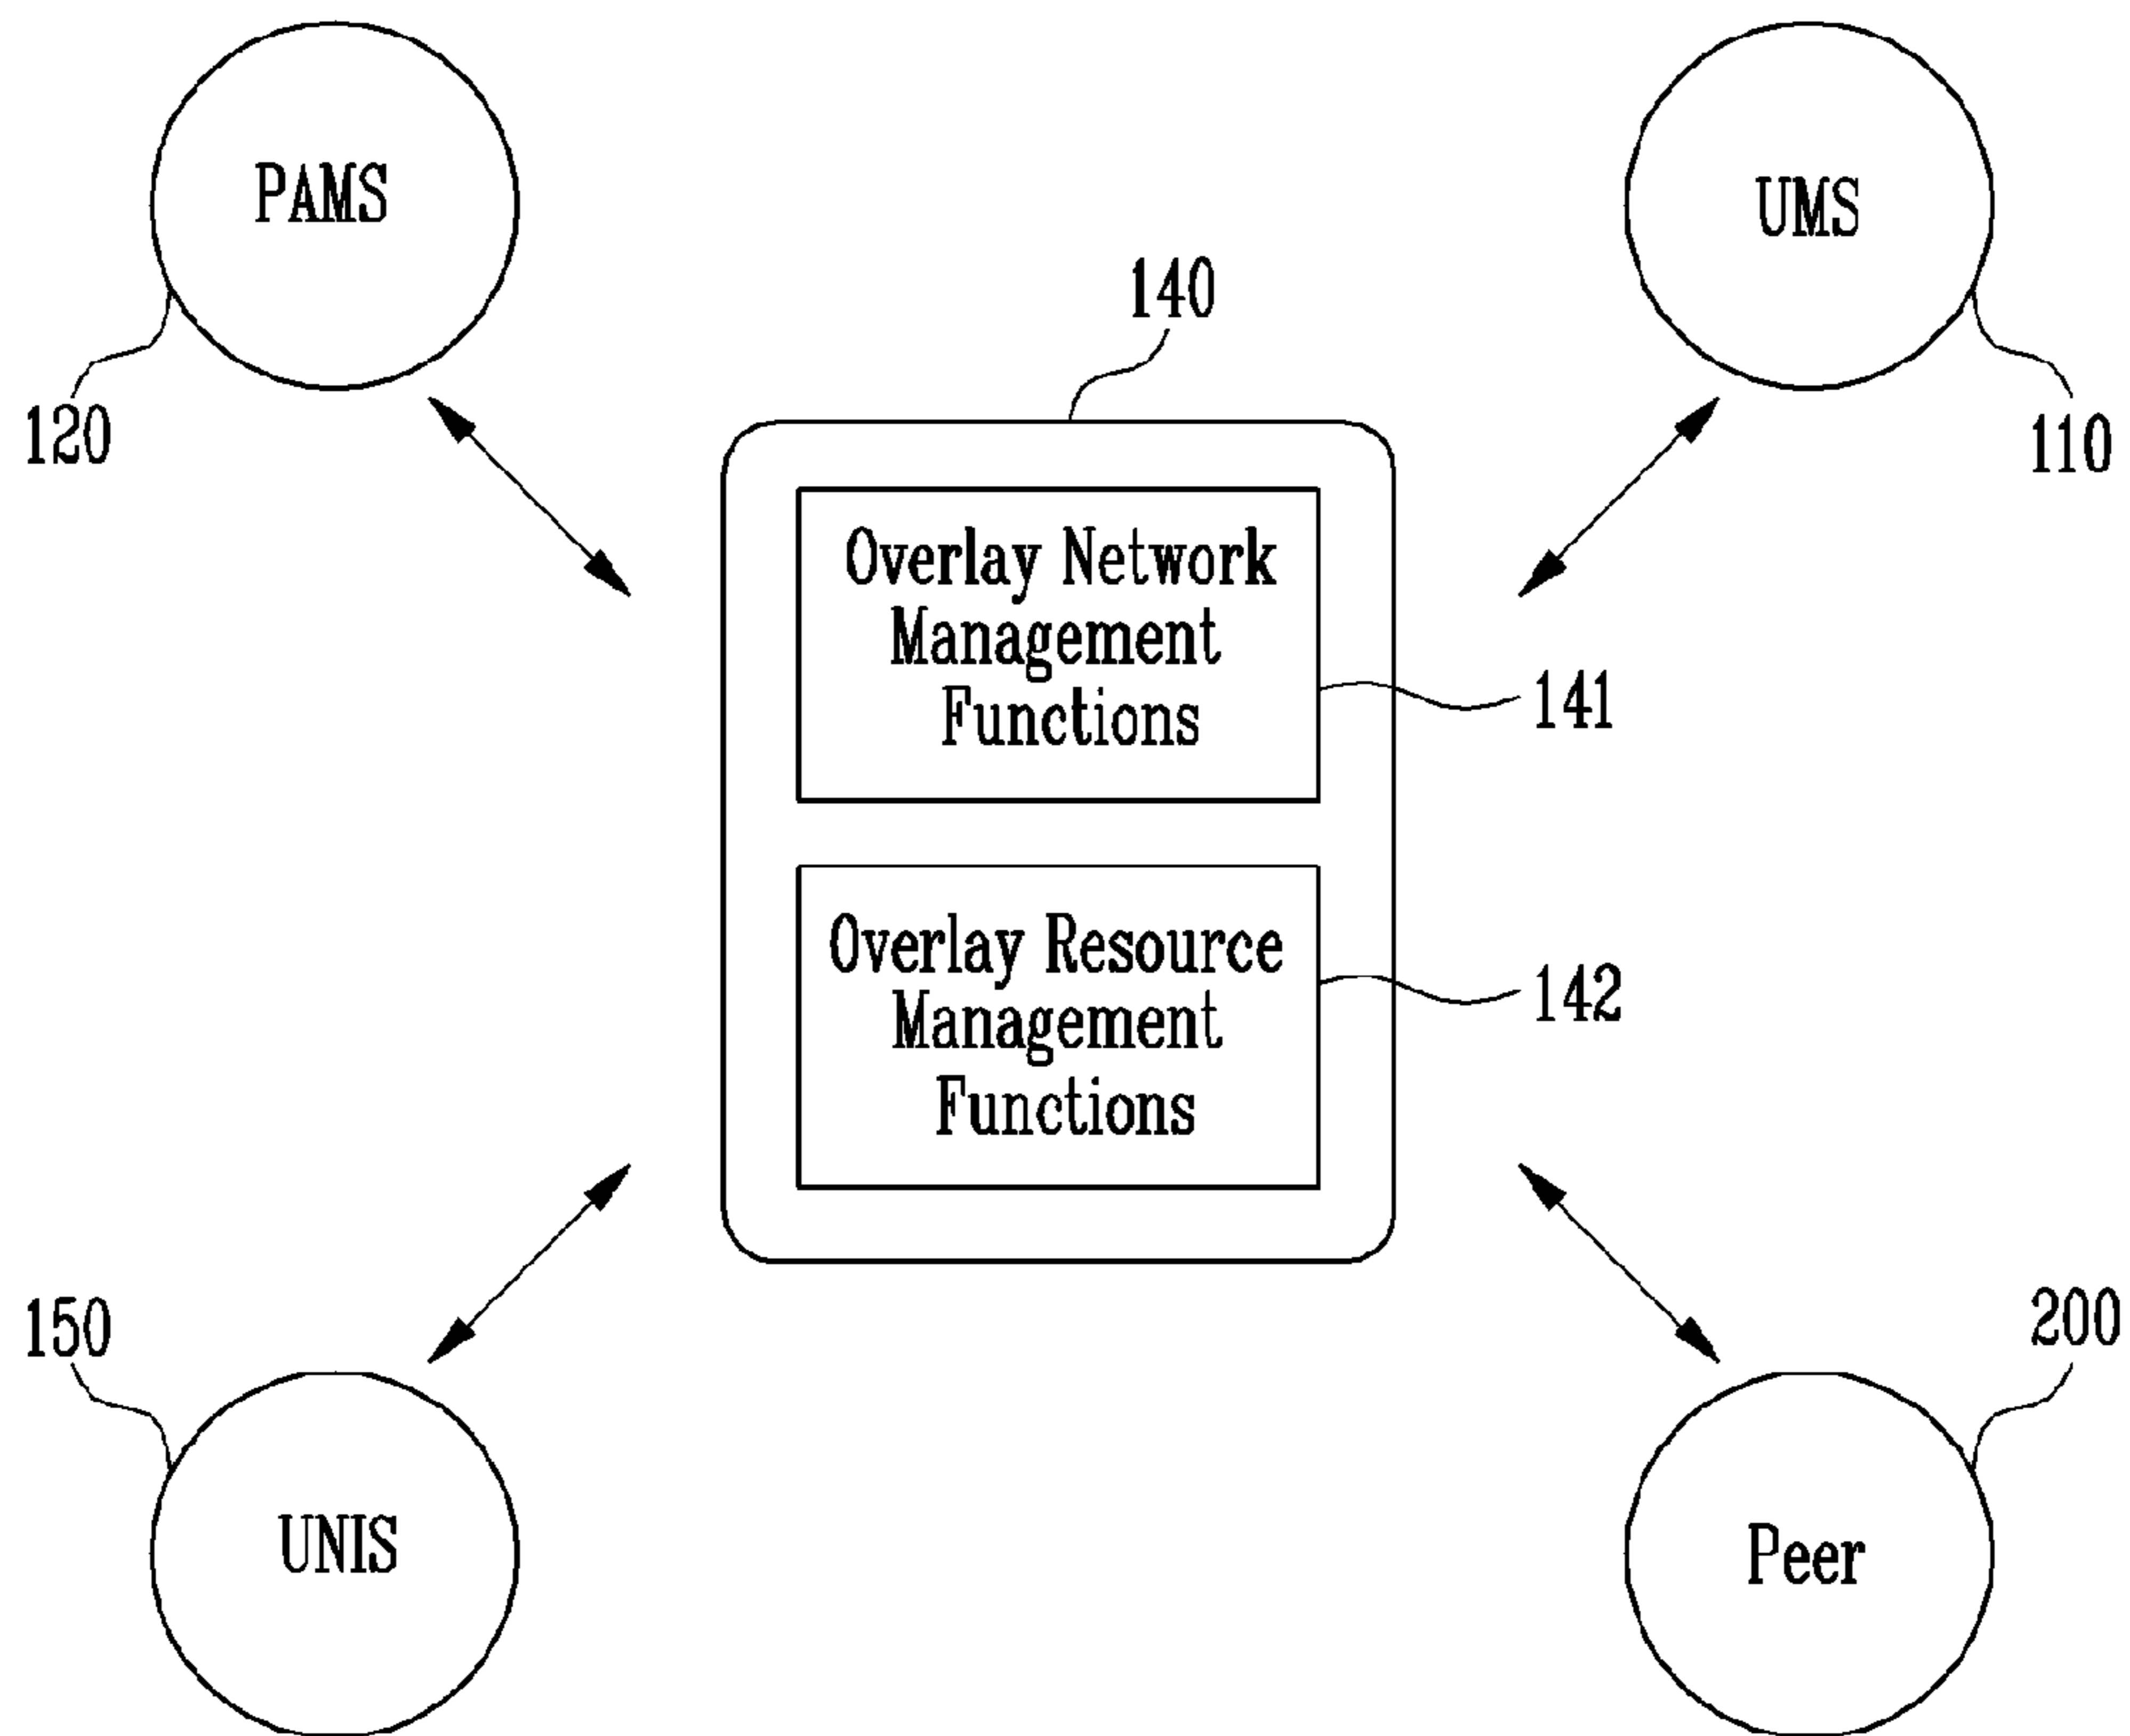 PAMS
UMS
140
120
110
Overlay Network
Management
Functions
141
Overlay Resource
Management
Functions
142
150
200
UNIS
Peer